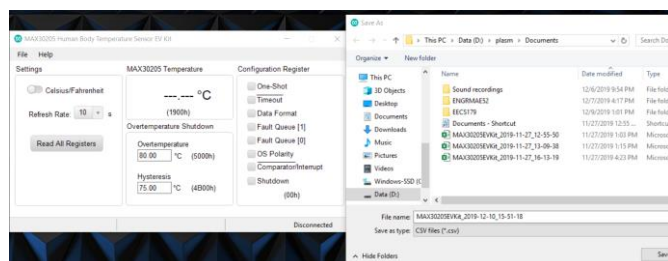 MAX30205 Human Body Temperature Sensor EV Kit
File Help
Settings
Celsius/Fahrenheit
Refresh Rate: 10 s
Read All Registers
MAX30205 Temperature
---.--- °C
(1900h)
Overtemperature Shutdown
Overtemperature
80.00 °C (5000h)
Hysteresis
75.00 °C (4B00h)
Configuration Register
One-Shot
Timeout
Data Format
Fault Queue [1]
Fault Queue [0]
OS Polarity
Comparator/Interrupt
Shutdown
(00h)
Disconnected
Save As
This PC > Data (D:) > plasm > Documents
Search Do
Organize New folder
This PC
3D Objects
Desktop
Documents
Downloads
Music
Pictures
Videos
Windows-SSD (C
Data (D:)
Name Date modified Type
Sound recordings 12/6/2019 9:54 PM File fold
ENGRMAE52 12/7/2019 4:17 PM File fold
EECS179 12/9/2019 1:01 PM File fold
Documents - Shortcut 11/27/2019 12:55 ... Shortcu
MAX30205EVKit_2019-11-27_12-55-50 11/27/2019 1:03 PM Micros
MAX30205EVKit_2019-11-27_13-09-38 11/27/2019 1:15 PM Micros
MAX30205EVKit_2019-11-27_16-13-19 11/27/2019 4:23 PM Micros
File name: MAX30205EVKit_2019-12-10_15-51-18
Save as type: CSV files (*.csv)
Hide Folders
Sav